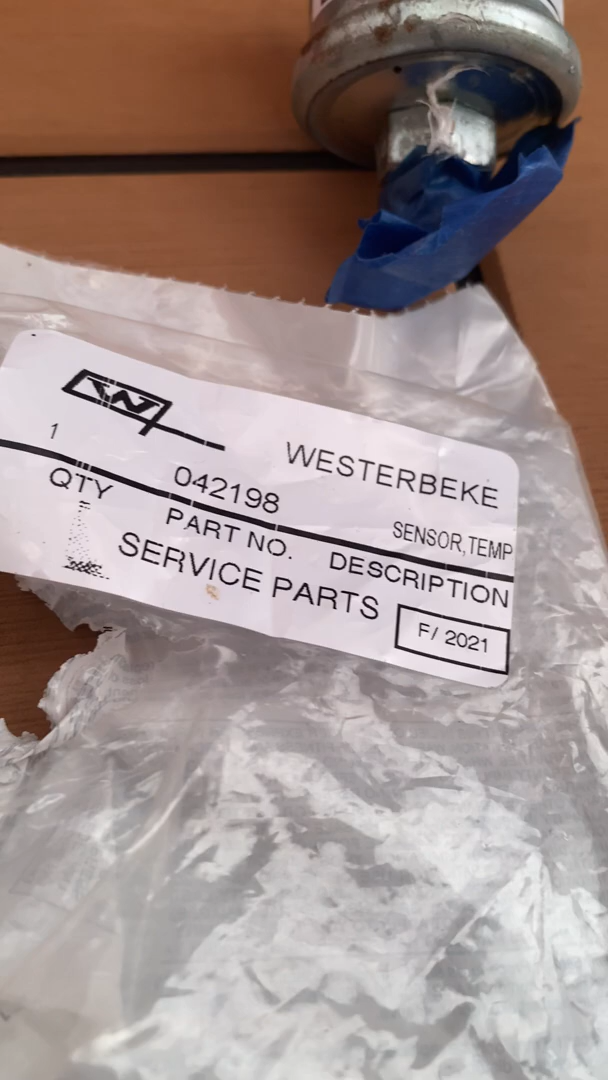 W
WESTERBEKE
1 042198 SENSOR,TEMP
QTY PART NO. DESCRIPTION
SERVICE PARTS
F/ 2021